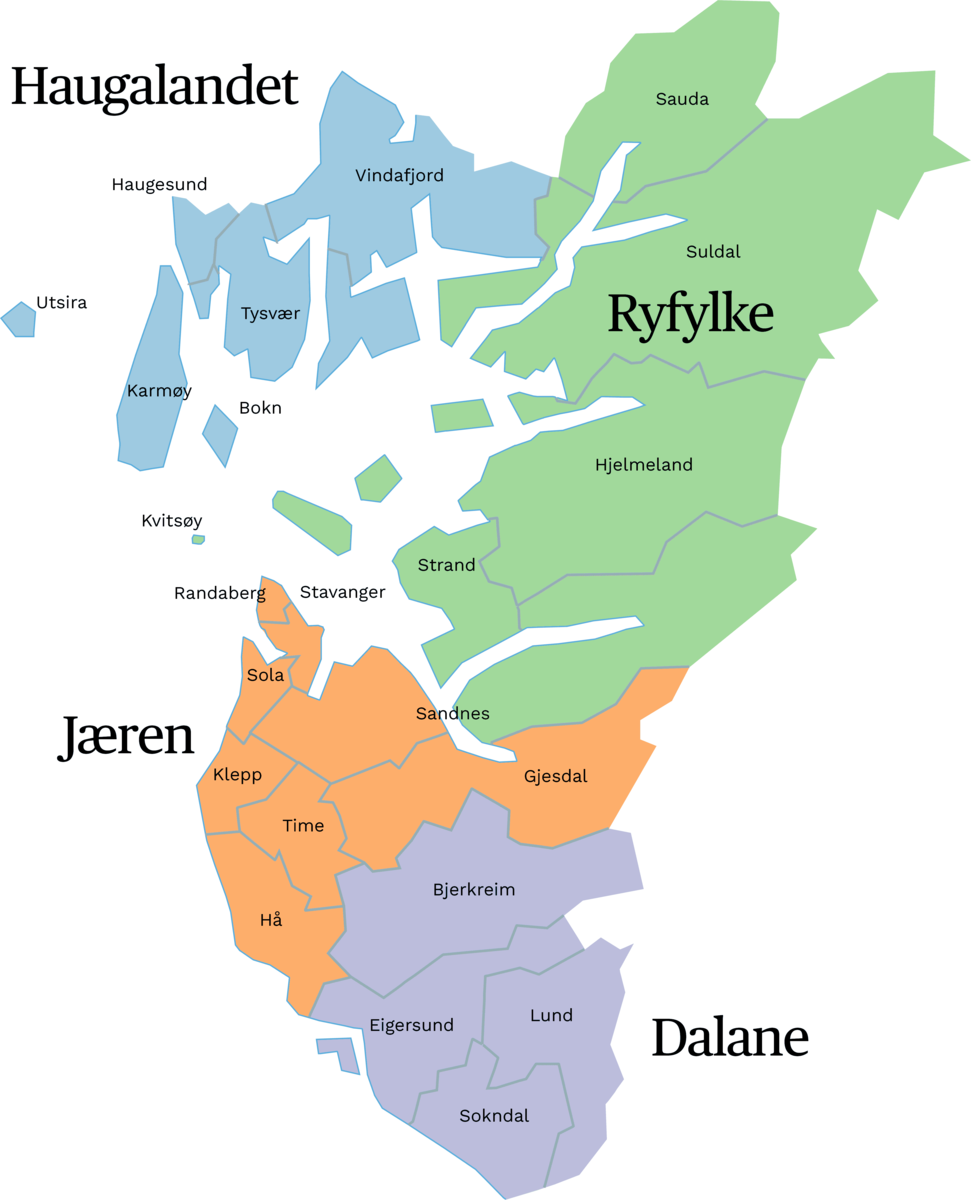 Haugalandet
Sauda
Vindafjord
Haugesund
Suldal
Utsira
Tysvær
Ryfylke
Karmøy
Bokn
Hjelmeland
Kvitsøy
Strand
Randaberg
Stavanger
Sola
Sandnes
Jæren
Klepp
Gjesdal
Time
Bjerkreim
Hå
Lund
Eigersund
Dalane
Sokndal